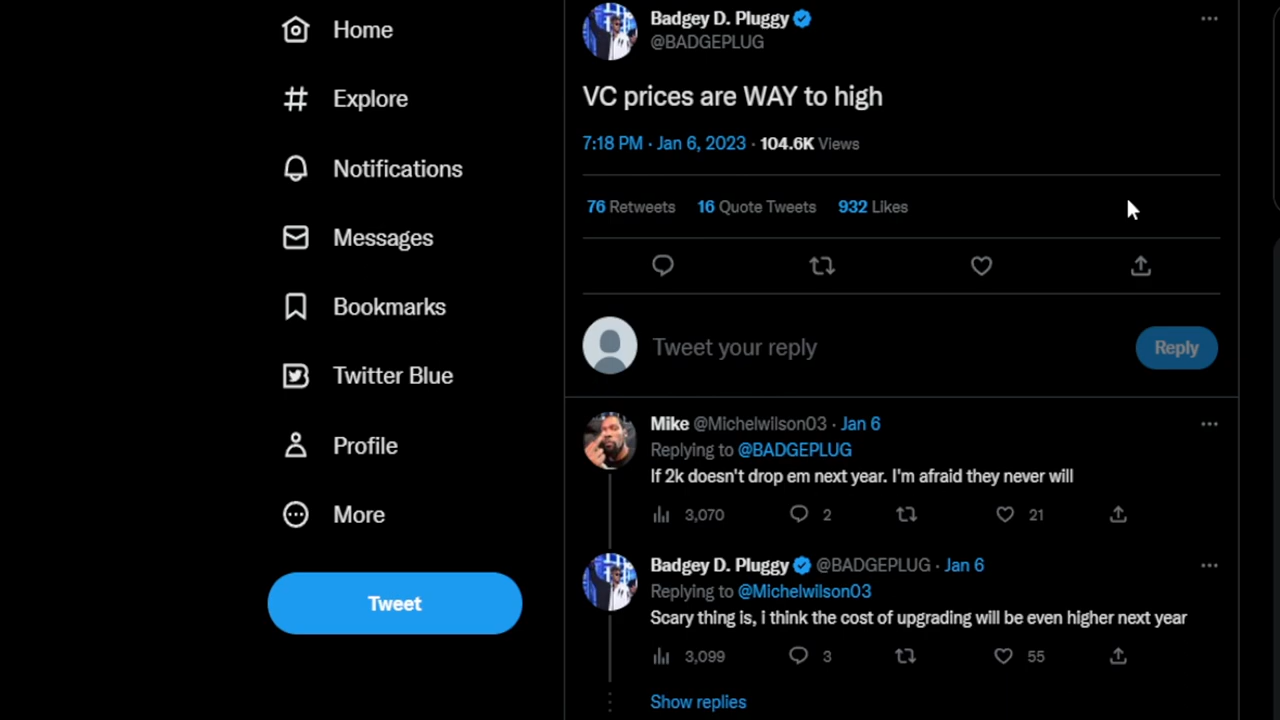 Home
Explore
Notifications
Messages
Bookmarks
Twitter Blue
Profile
More
Tweet
Badgey D. Pluggy
@BADGEPLUG
VC prices are WAY to high
7:18 PM · Jan 6, 2023 · 104.6K Views
76 Retweets 16 Quote Tweets 932 Likes
Tweet your reply
Reply
Mike @Michelwilson03 · Jan 6
Replying to @BADGEPLUG
If 2k doesn't drop em next year. I'm afraid they never will
3,070 2 21
Badgey D. Pluggy @BADGEPLUG · Jan 6
Replying to @Michelwilson03
Scary thing is, i think the cost of upgrading will be even higher next year
3,099 3 55
Show replies